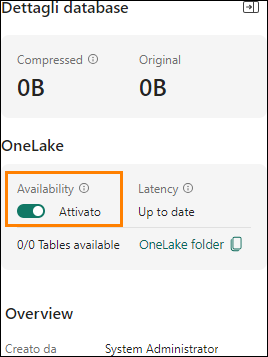 Dettagli database
Compressed Original
0B 0B
OneLake
Availability Latency
Attivato Up to date
0/0 Tables available OneLake folder
Overview
Creato da System Administrator